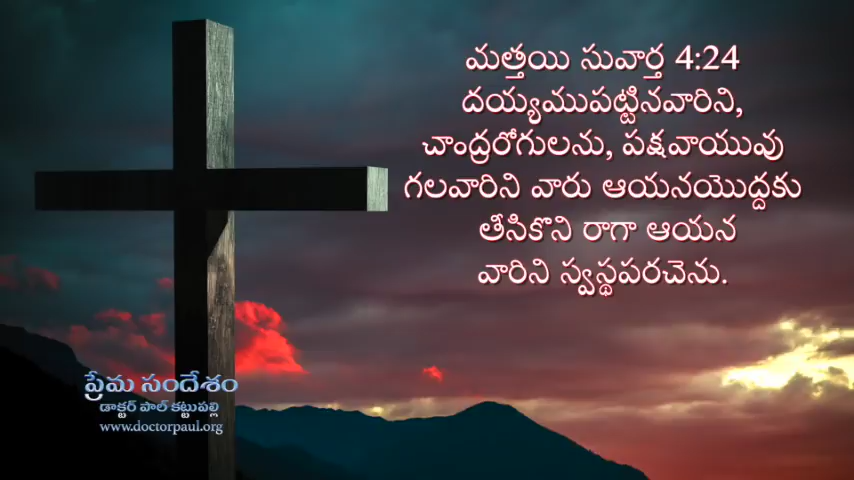 మత్తయి సువార్త 4:24
దయ్యముపట్టినవారిని,
చాంద్రరోగులను, పక్షవాయువు
గలవారిని వారు ఆయనయొద్దకు
తీసికొని రాగా ఆయన
వారిని స్వస్థపరచెను.
ప్రేమ సందేశం
డాక్టర్ పాల్ కట్టుపల్లి
www.doctorpaul.org